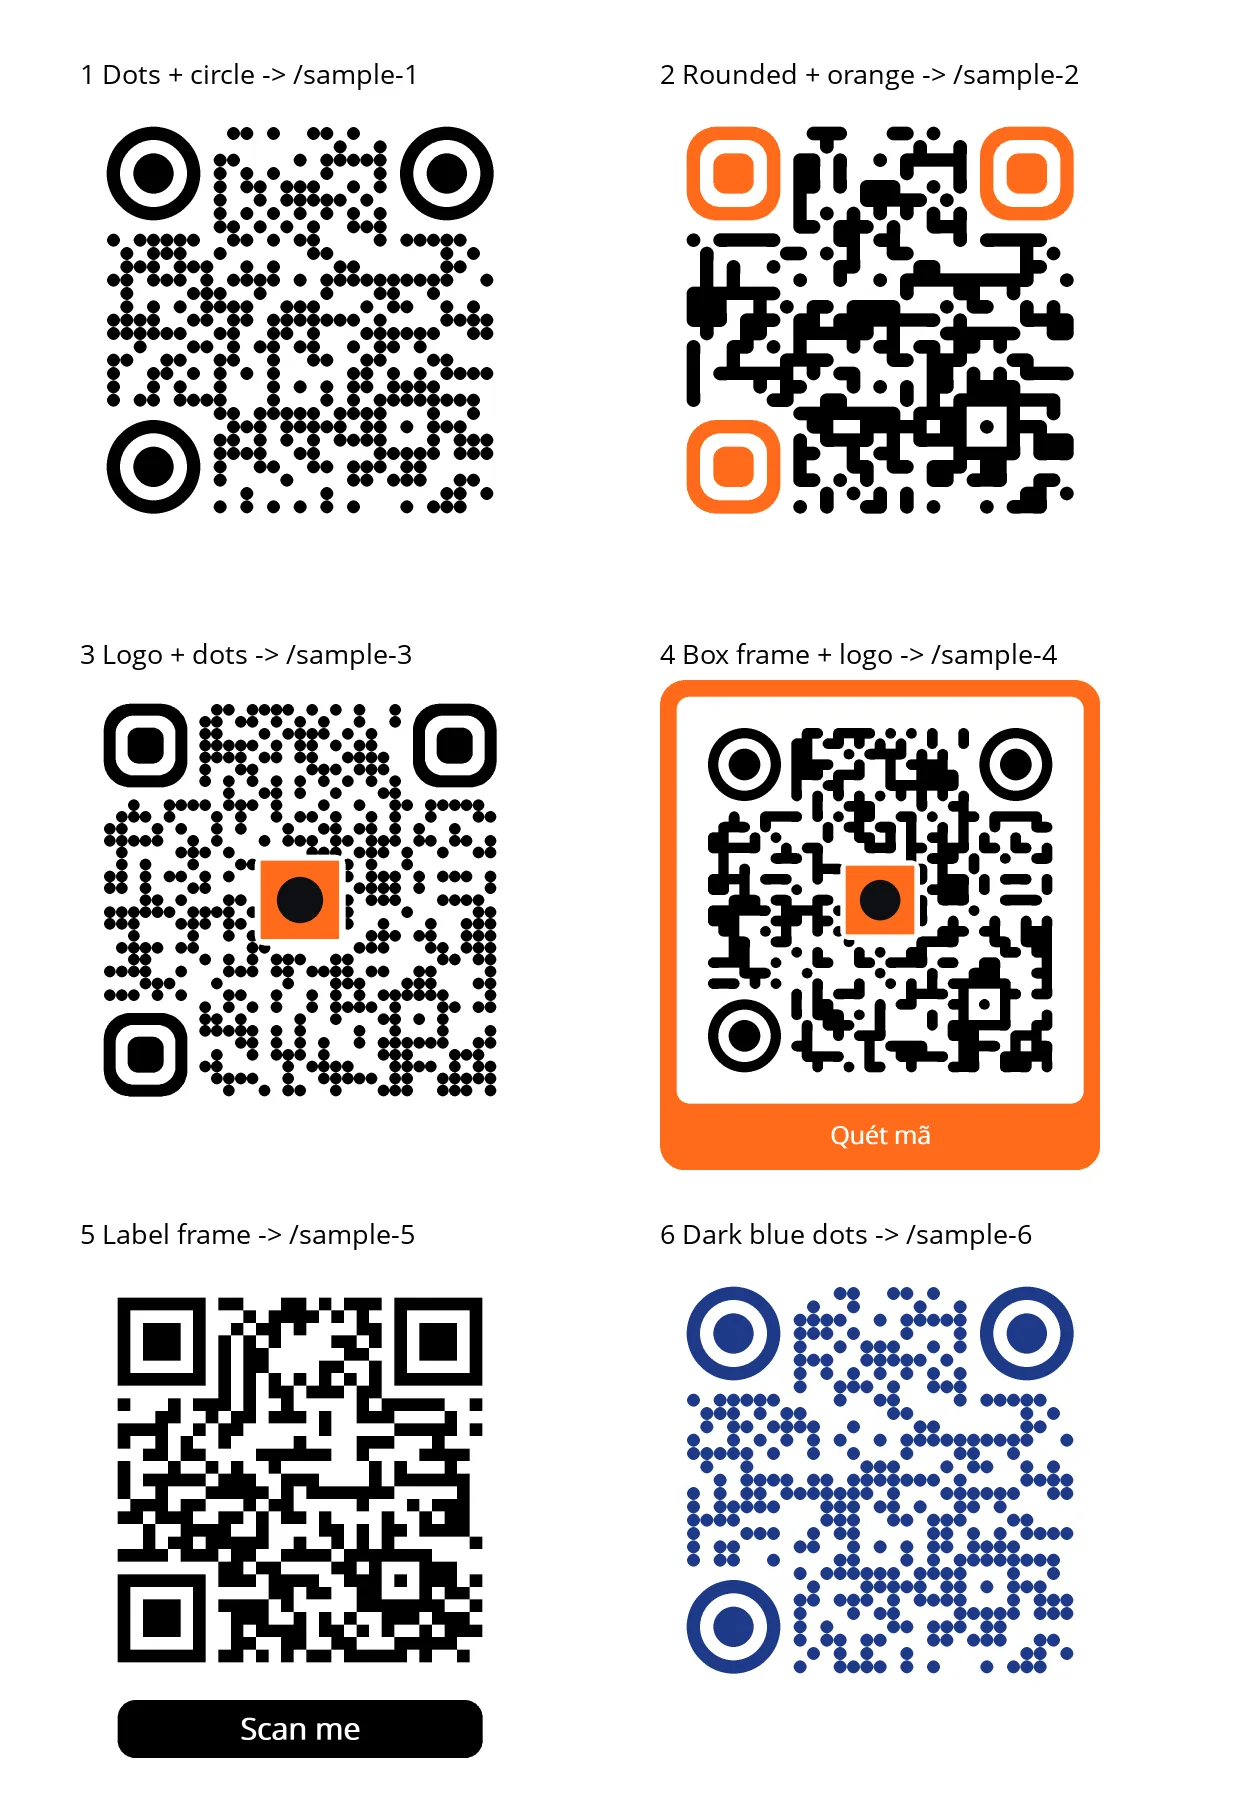 1 Dots + circle -> /sample-1
2 Rounded + orange -> /sample-2
3 Logo + dots -> /sample-3
4 Box frame + logo -> /sample-4
Quét mã
5 Label frame -> /sample-5
6 Dark blue dots -> /sample-6
Scan me